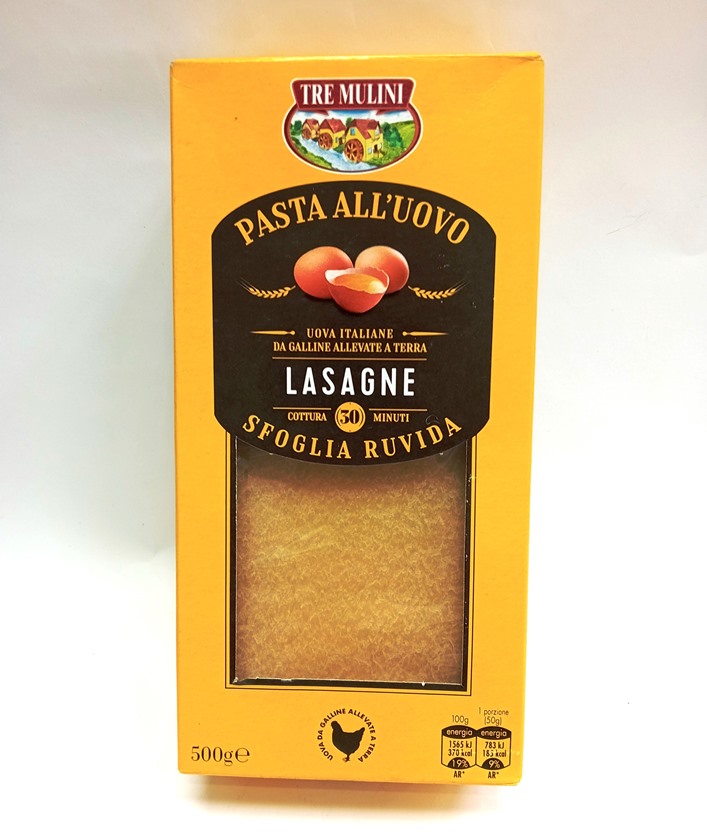 TRE MULINI
PASTA ALL'UOVO
UOVA ITALIANE
DA GALLINE ALLEVATE A TERRA
LASAGNE
COTTURA 30 MINUTI
SFOGLIA RUVIDA
UOVA DA GALLINE ALLEVATE A TERRA
500g℮
100g
1 porzione
(50g)
energia energia
1565 kJ 783 kJ
370 kcal 185 kcal
19% 9%
AR* AR*